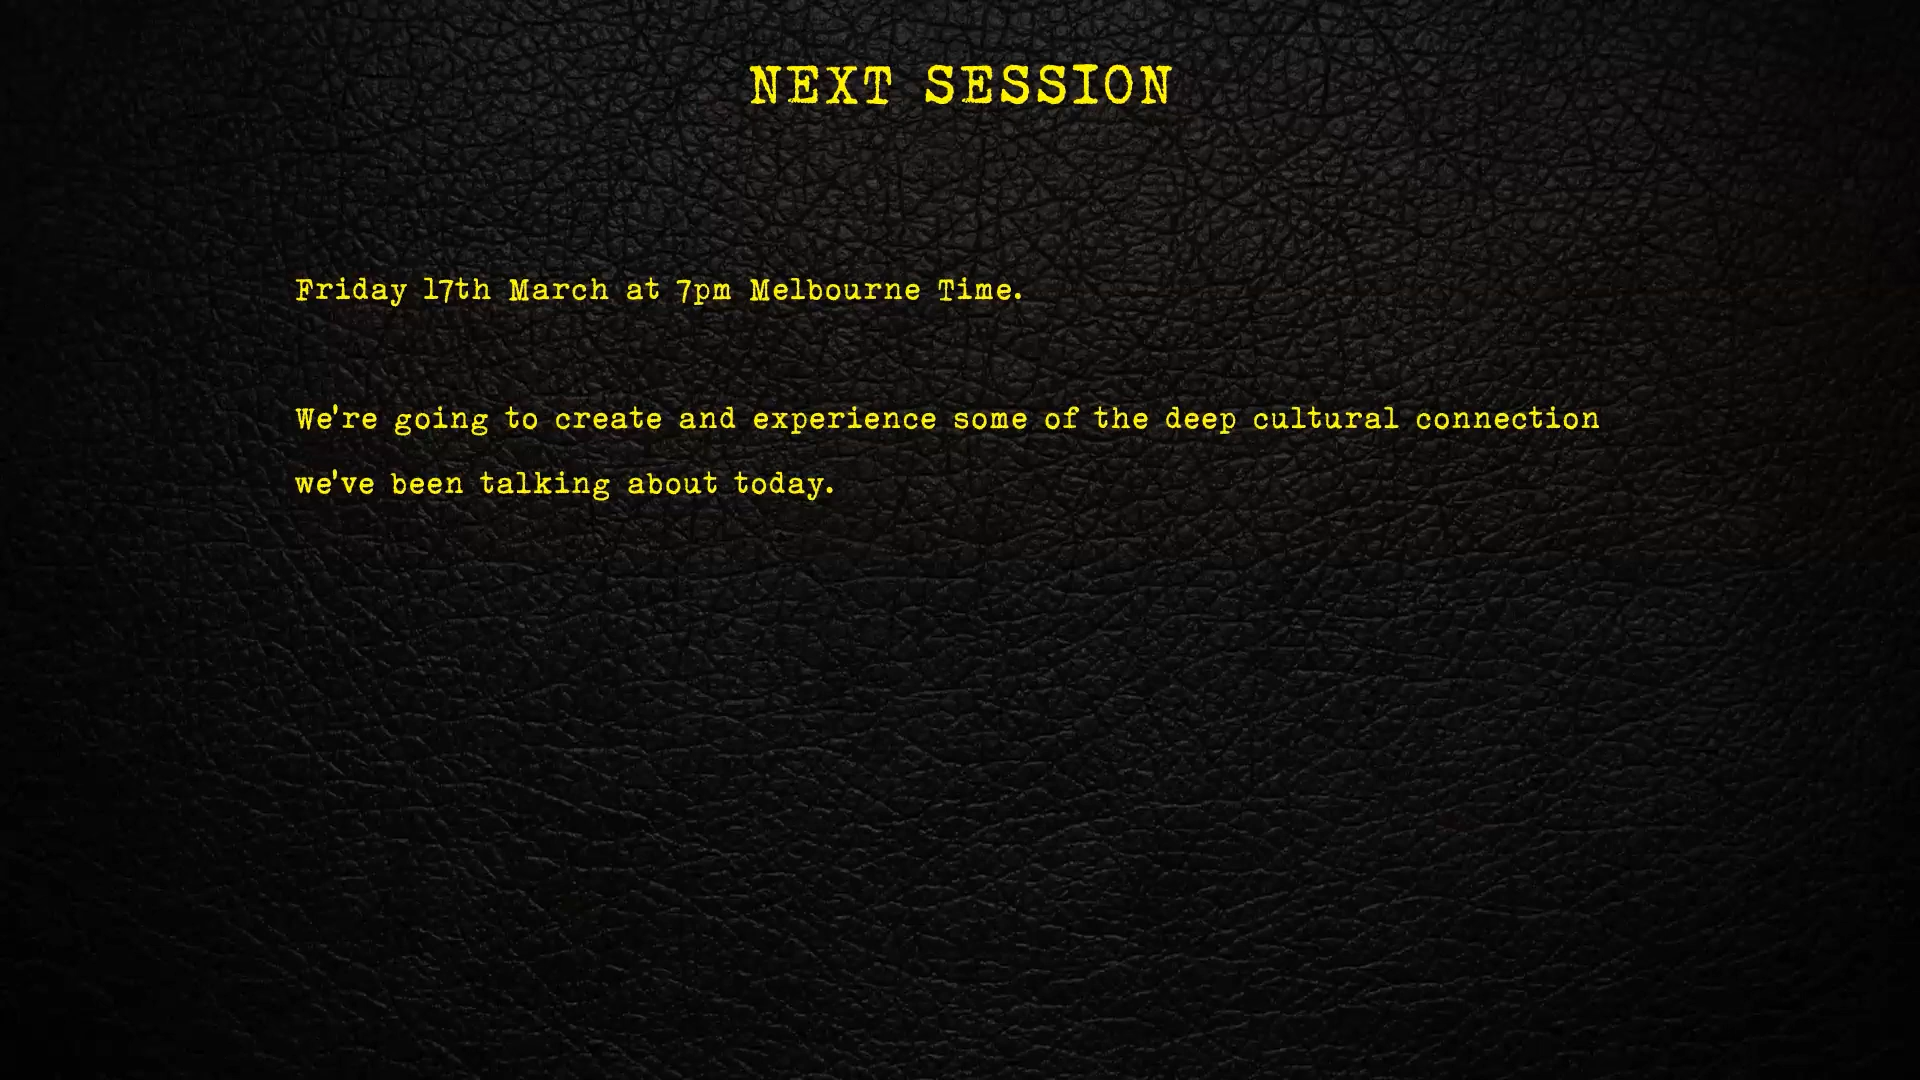 NEXT SESSION
Friday 17th March at 7pm Melbourne Time.
We're going to create and experience some of the deep cultural connection
we've been talking about today.